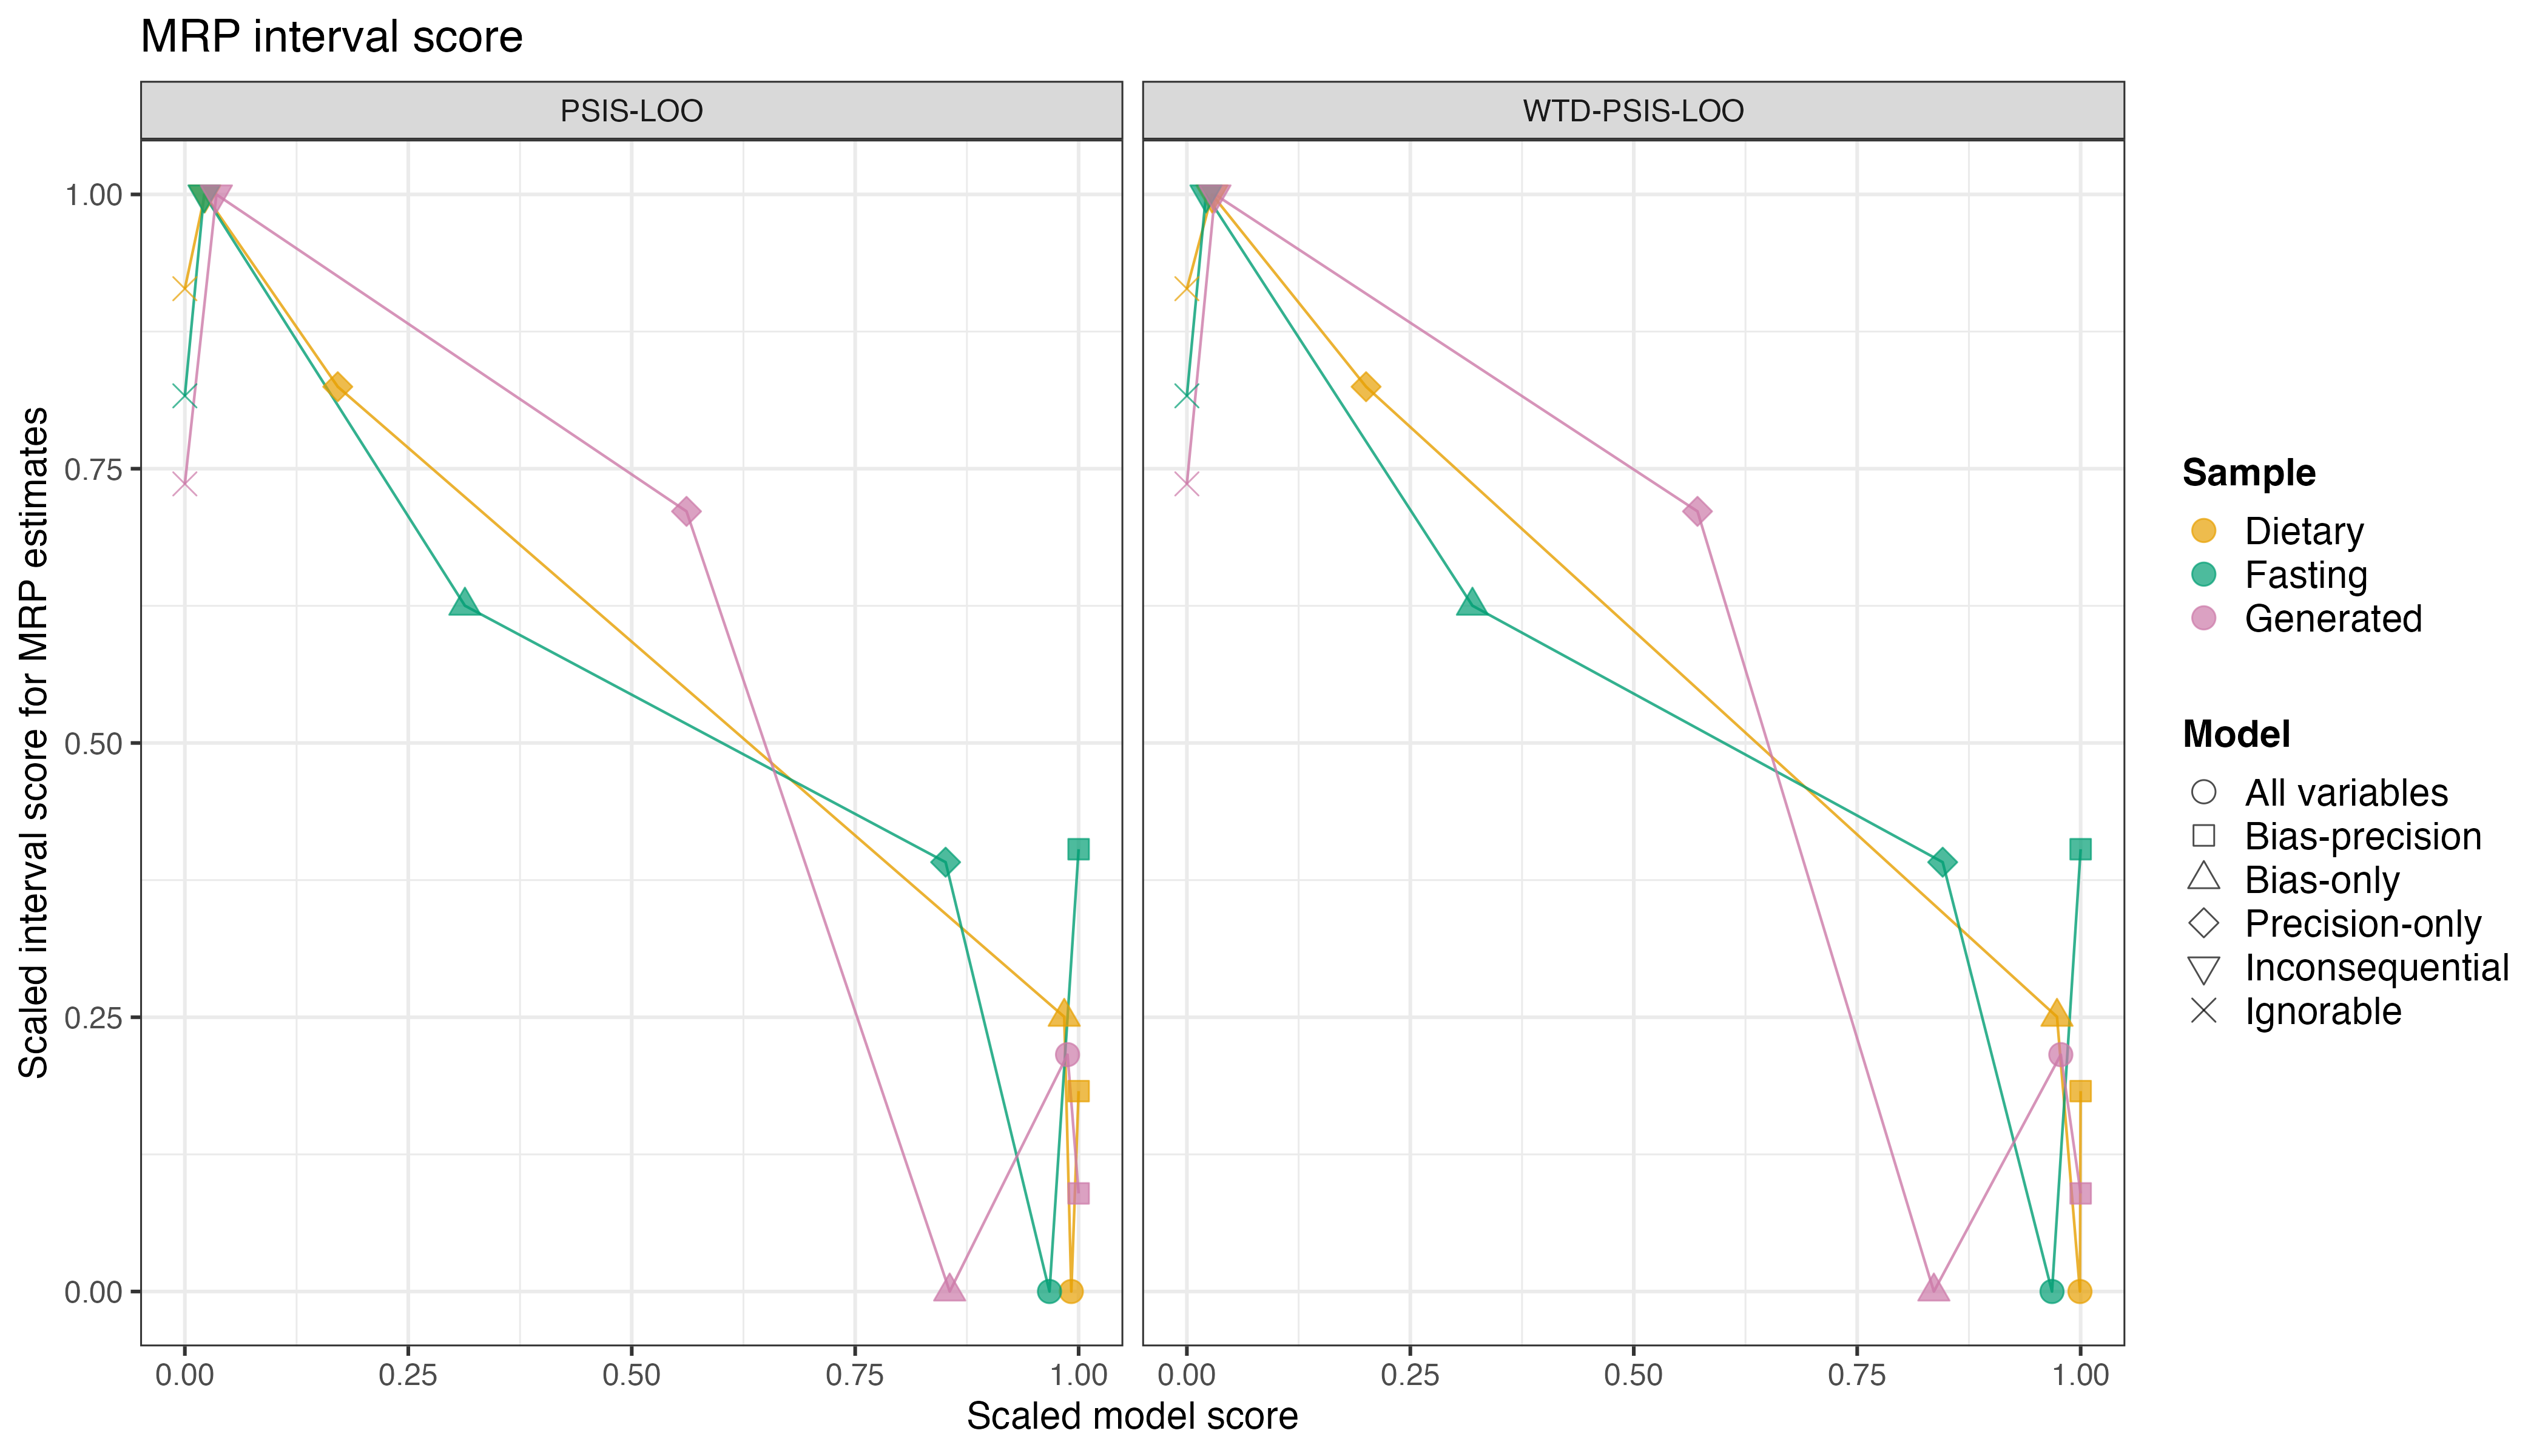 MRP interval score
PSIS-LOO
WTD-PSIS-LOO
Scaled interval score for MRP estimates
1.00
0.75
0.50
0.25
0.00
0.00 0.25 0.50 0.75 1.00
0.00 0.25 0.50 0.75 1.00
Scaled model score
Sample
Dietary
Fasting
Generated
Model
All variables
Bias-precision
Bias-only
Precision-only
Inconsequential
Ignorable